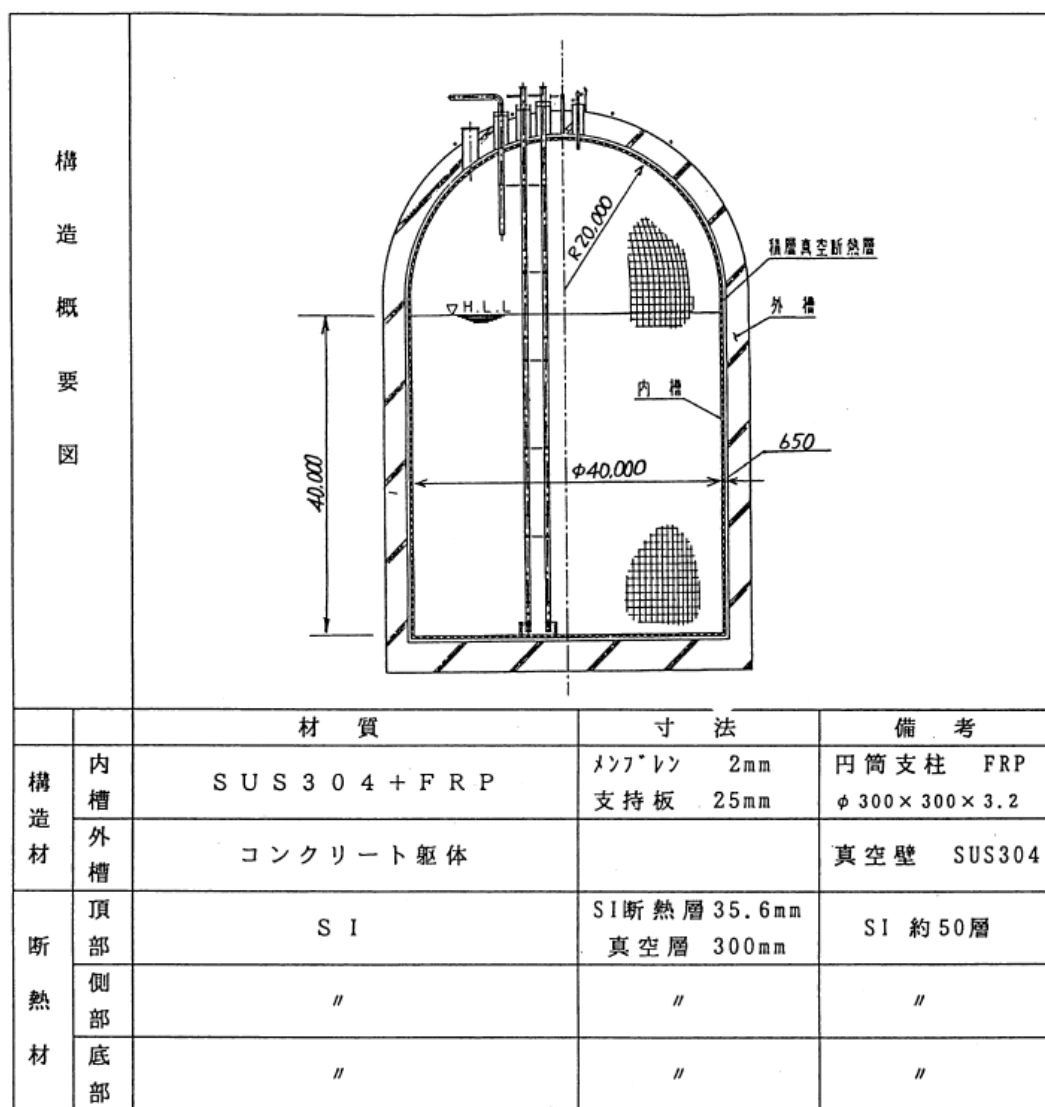 構造概要図
R20,000
積層真空断熱層
▽H.L.L
外槽
内槽
650
φ40,000
40,000
材質
寸法
備考
構造材
内槽
SUS304+FRP
メンブレン 2mm
支持板 25mm
円筒支柱 FRP
φ300×300×3.2
外槽
コンクリート躯体
真空壁 SUS304
断熱材
頂部
SI
SI断熱層35.6mm
真空層 300mm
SI 約50層
側部
〃
〃
〃
底部
〃
〃
〃